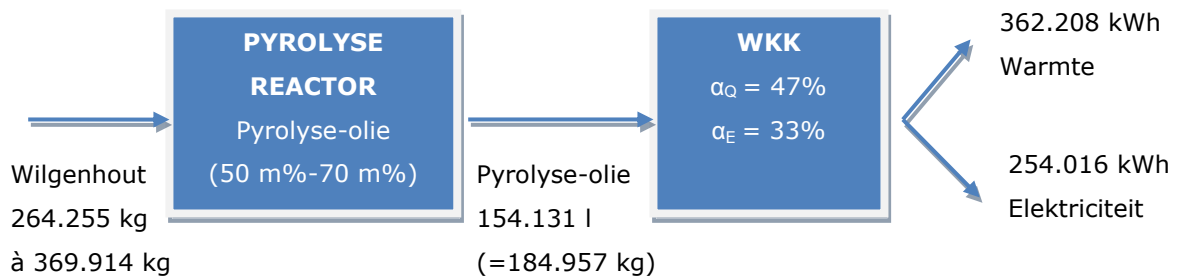 Wilgenhout
264.255 kg
à 369.914 kg
PYROLYSE
REACTOR
Pyrolyse-olie
(50 m%-70 m%)
Pyrolyse-olie
154.131 l
(=184.957 kg)
WKK
αQ = 47%
αE = 33%
362.208 kWh
Warmte
254.016 kWh
Elektriciteit